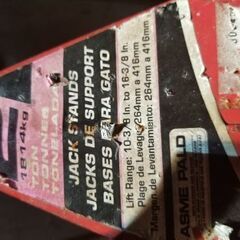 1814kg
TON
TONNES
TONELADAS
JACK STANDS
JACKS DE SUPPORT
BASES PARA GATO
Lift Range: 10-3/8 In. to 16-3/8 In.
Plage de Levage: 264mm a 416mm
*Margen de Levantamiento: 264mm a 416mm
ASME PALD